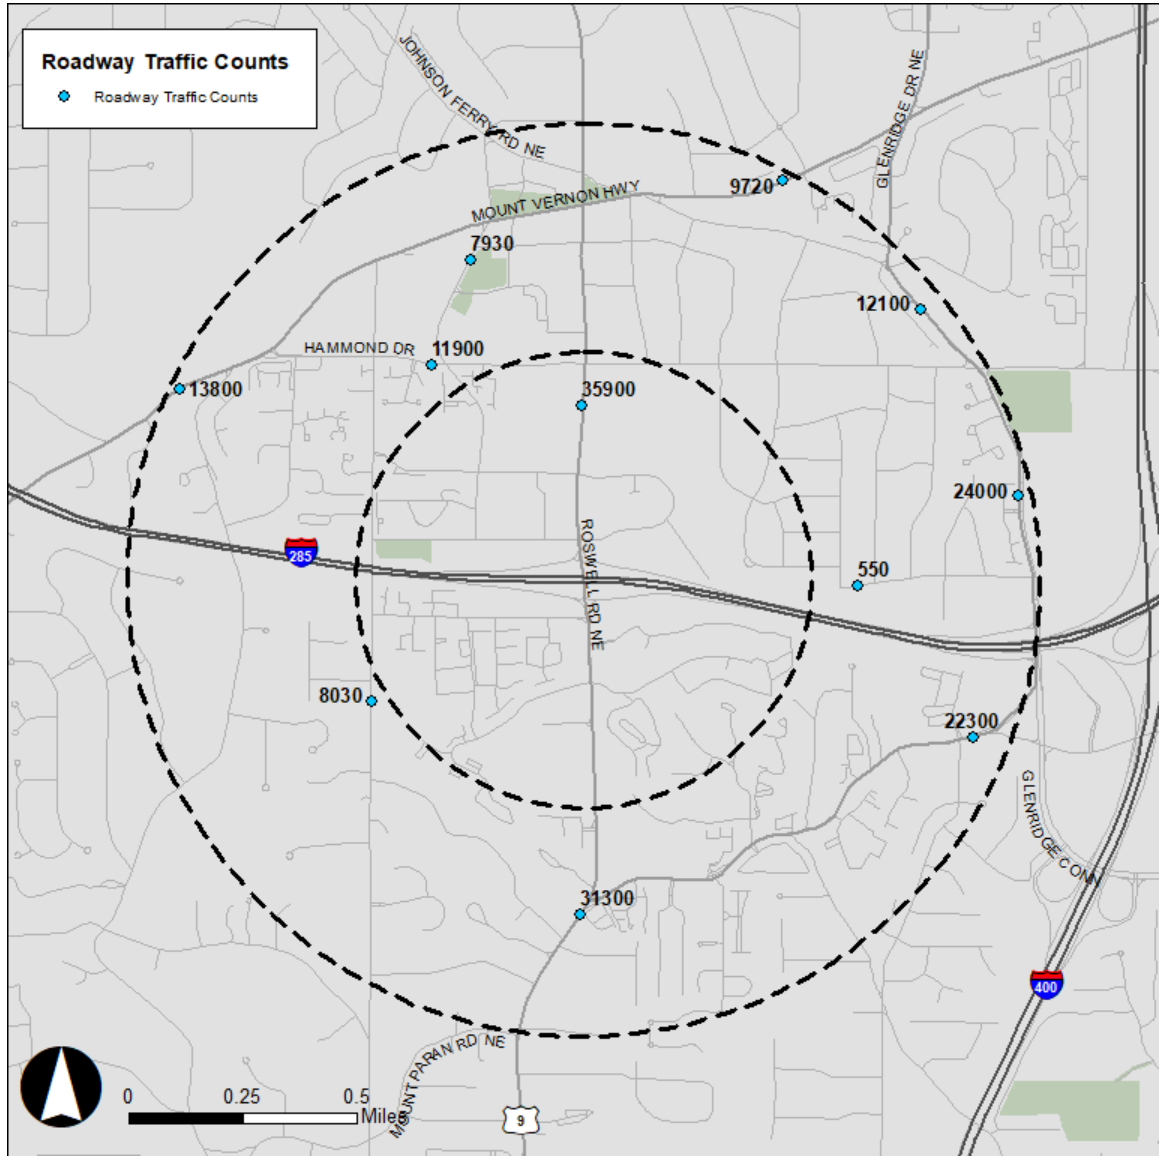 Roadway Traffic Counts
Roadway Traffic Counts
JOHNSON FERRY RD NE
GLENRIDGE DR NE
9720
MOUNT VERNON HWY
7930
12100
HAMMOND DR
11900
13800
35900
24000
ROSWELL RD NE
285
550
8030
22300
GLENRIDGE CONN
31300
400
MOUNT PARAN RD NE
0 0.25 0.5
Miles
9